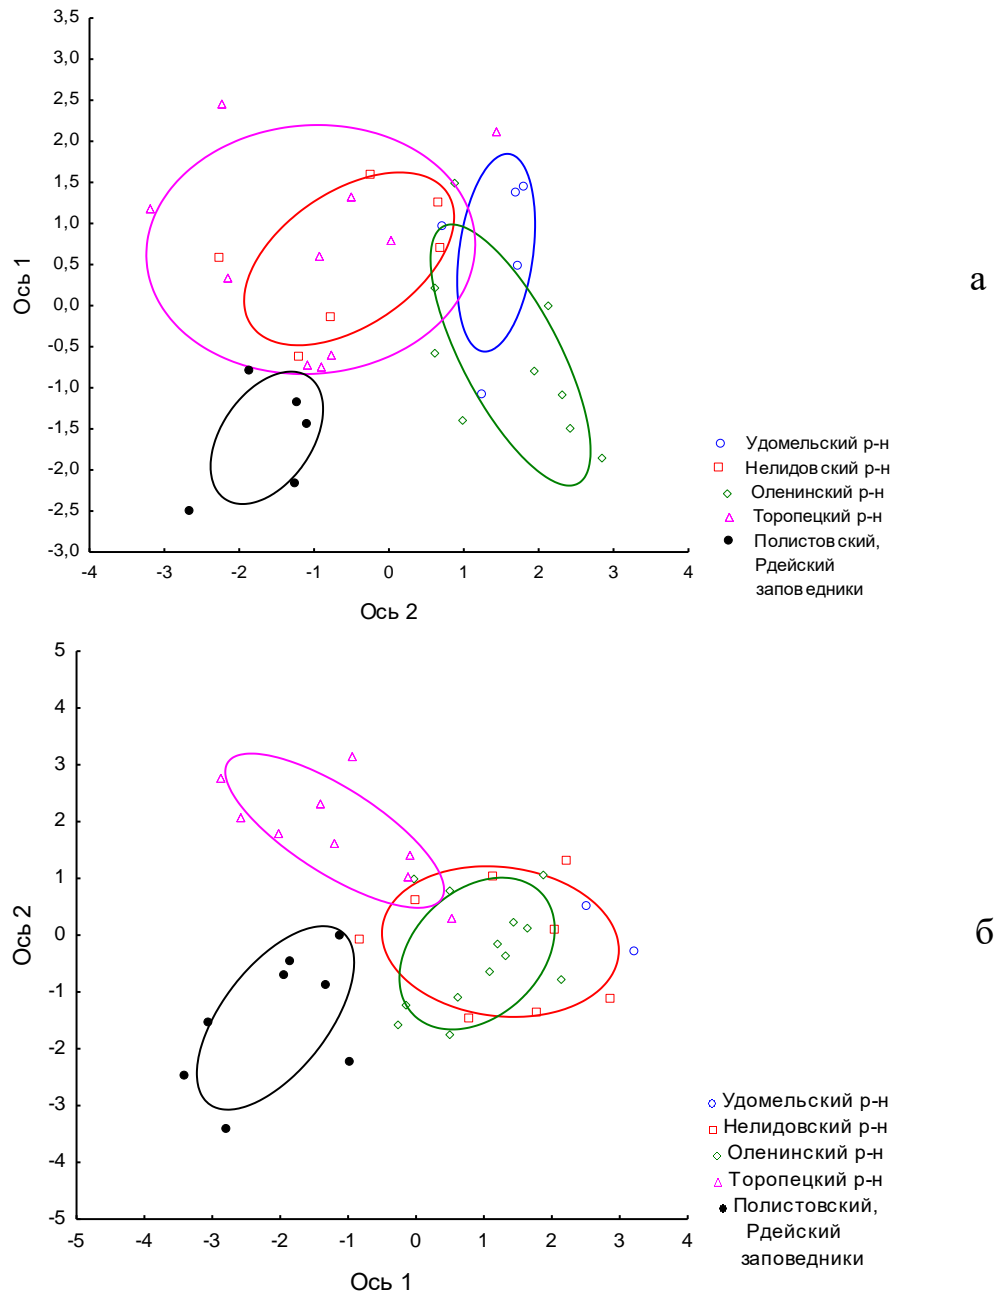 3,5
3,0
2,5
2,0
1,5
1,0
0,5
0,0
-0,5
-1,0
-1,5
-2,0
-2,5
-3,0
Ось 1
-4 -3 -2 -1 0 1 2 3 4
Ось 2
а
Удомельский р-н
Нелидовский р-н
Оленинский р-н
Торопецкий р-н
Полистовский,
Рдейский
заповедники
5
4
3
2
1
0
-1
-2
-3
-4
-5
Ось 2
-5 -4 -3 -2 -1 0 1 2 3 4
Ось 1
б
Удомельский р-н
Нелидовский р-н
Оленинский р-н
Торопецкий р-н
Полистовский,
Рдейский
заповедники